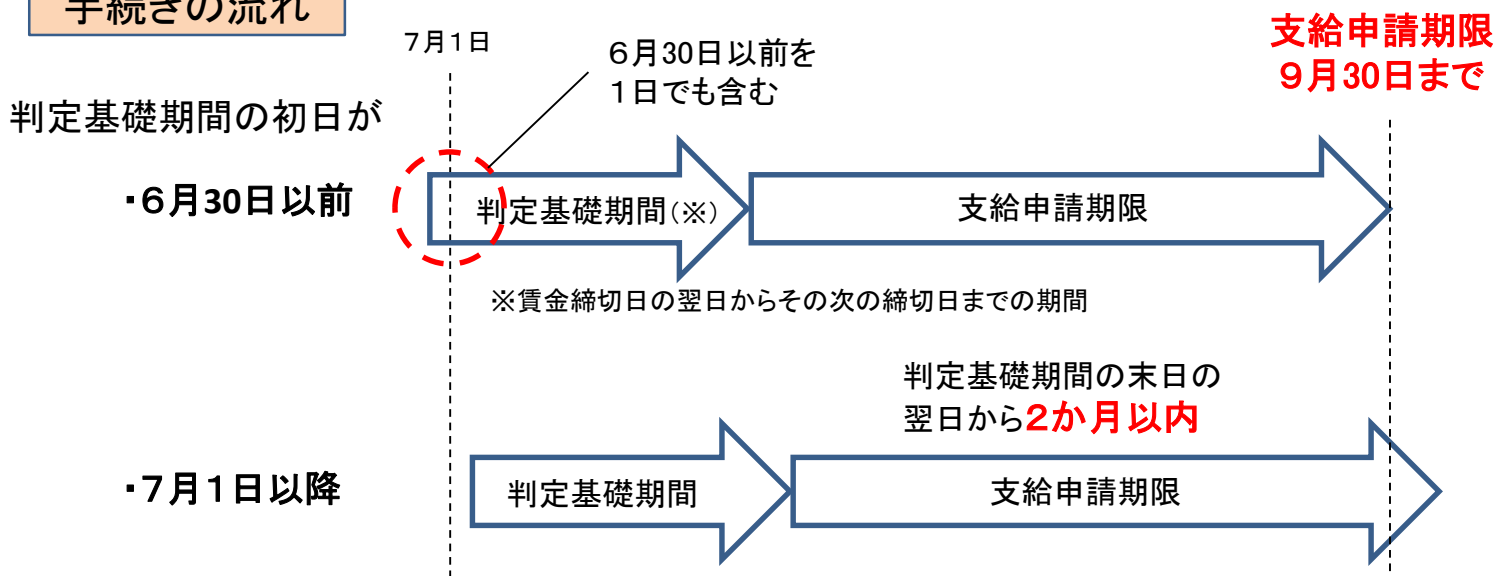 手続きの流れ
7月1日
6月30日以前を
1日でも含む
支給申請期限
9月30日まで
判定基礎期間の初日が
・6月30日以前
判定基礎期間(※)
支給申請期限
※賃金締切日の翌日からその次の締切日までの期間
判定基礎期間の末日の
翌日から2か月以内
・7月1日以降
判定基礎期間
支給申請期限